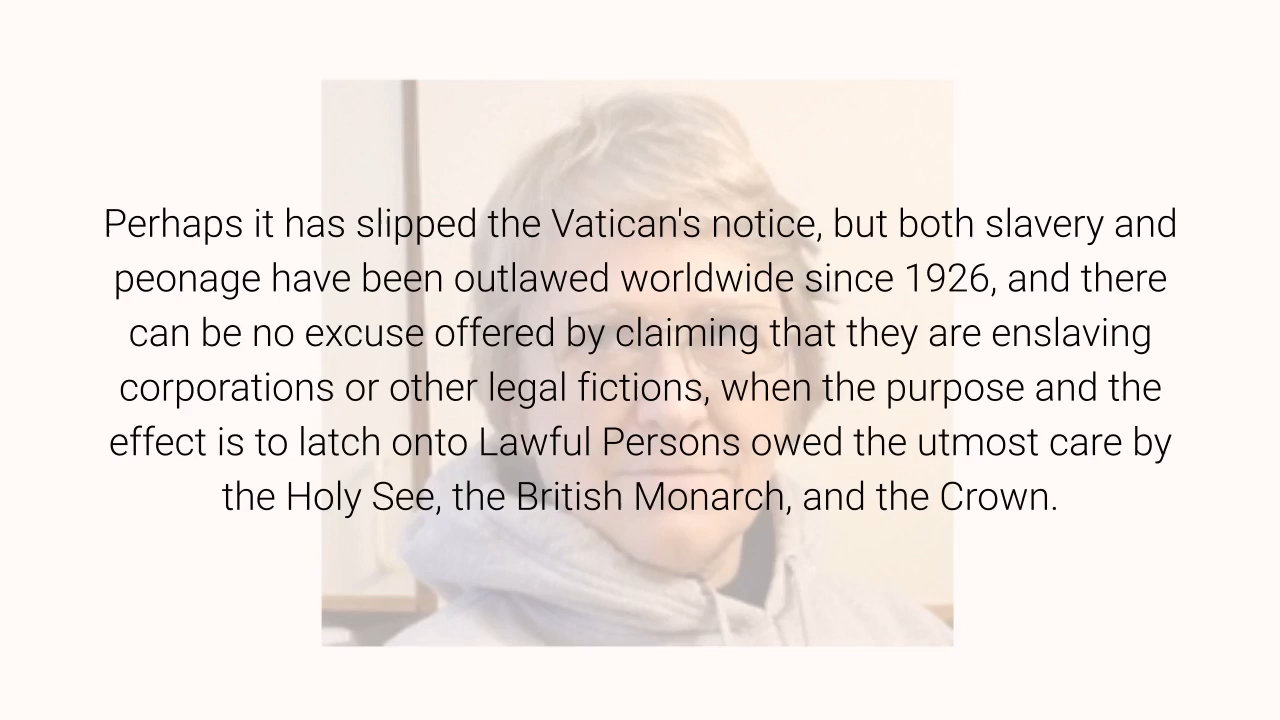 Perhaps it has slipped the Vatican's notice, but both slavery and
peonage have been outlawed worldwide since 1926, and there
can be no excuse offered by claiming that they are enslaving
corporations or other legal fictions, when the purpose and the
effect is to latch onto Lawful Persons owed the utmost care by
the Holy See, the British Monarch, and the Crown.